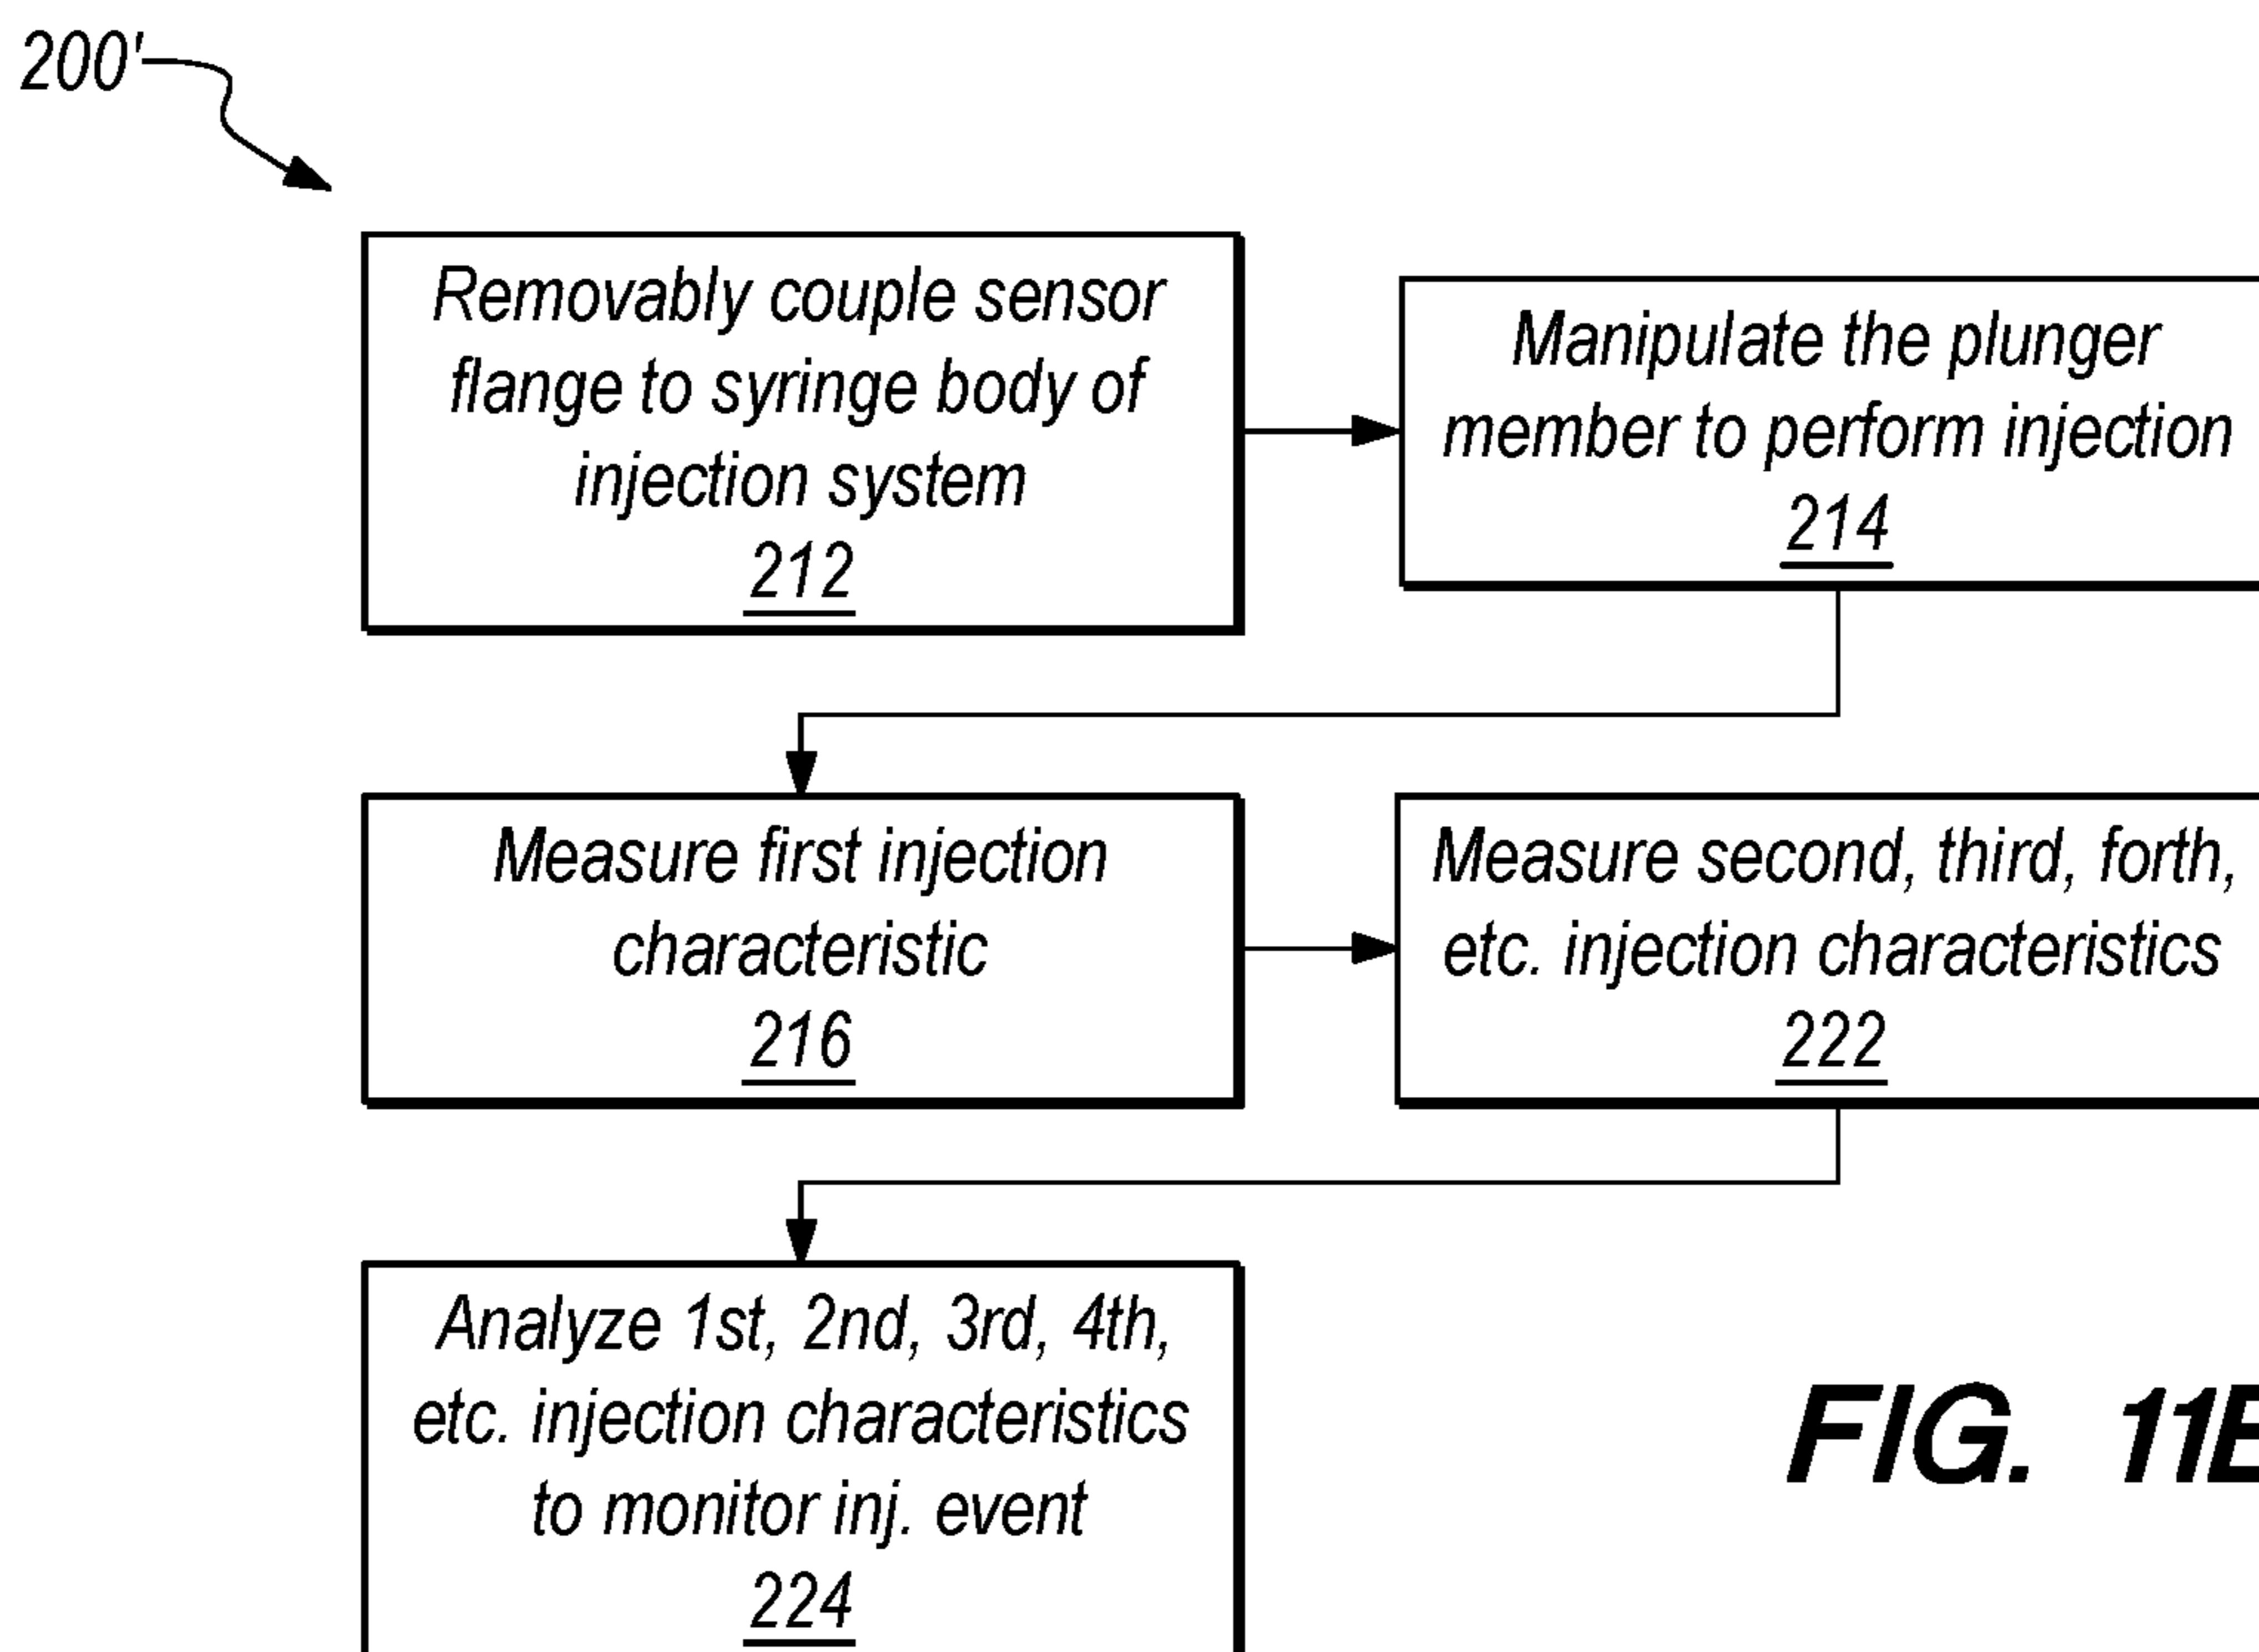 200'
Removably couple sensor
flange to syringe body of
injection system
212
Manipulate the plunger
member to perform injection
214
Measure first injection
characteristic
216
Measure second, third, forth,
etc. injection characteristics
222
Analyze 1st, 2nd, 3rd, 4th,
etc. injection characteristics
to monitor inj. event
224
FIG.